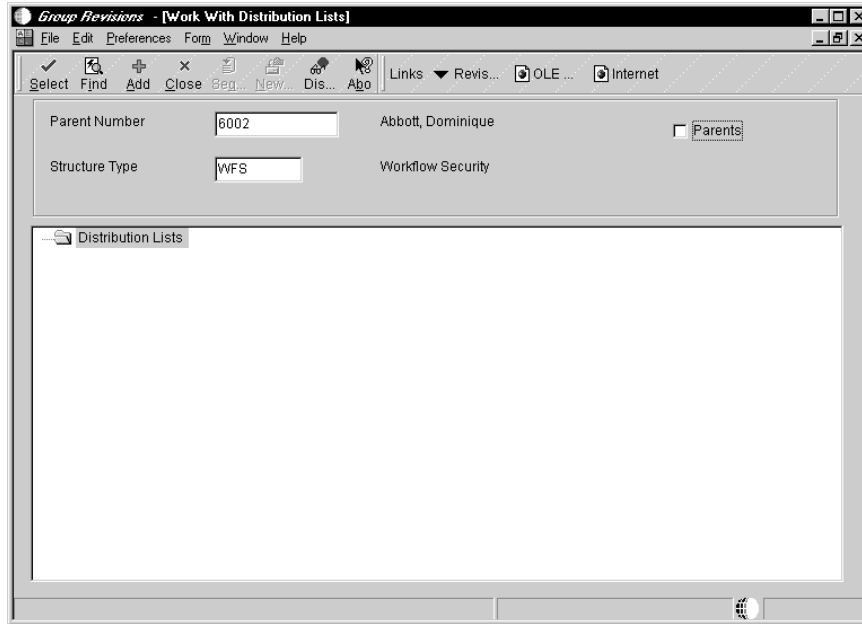 Group Revisions - [Work With Distribution Lists]
File Edit Preferences Form Window Help
Select Find Add Close Seq... New... Dis... Abo Links Revis... OLE ... Internet
Parent Number 6002 Abbott, Dominique Parents
Structure Type WFS Workflow Security
Distribution Lists